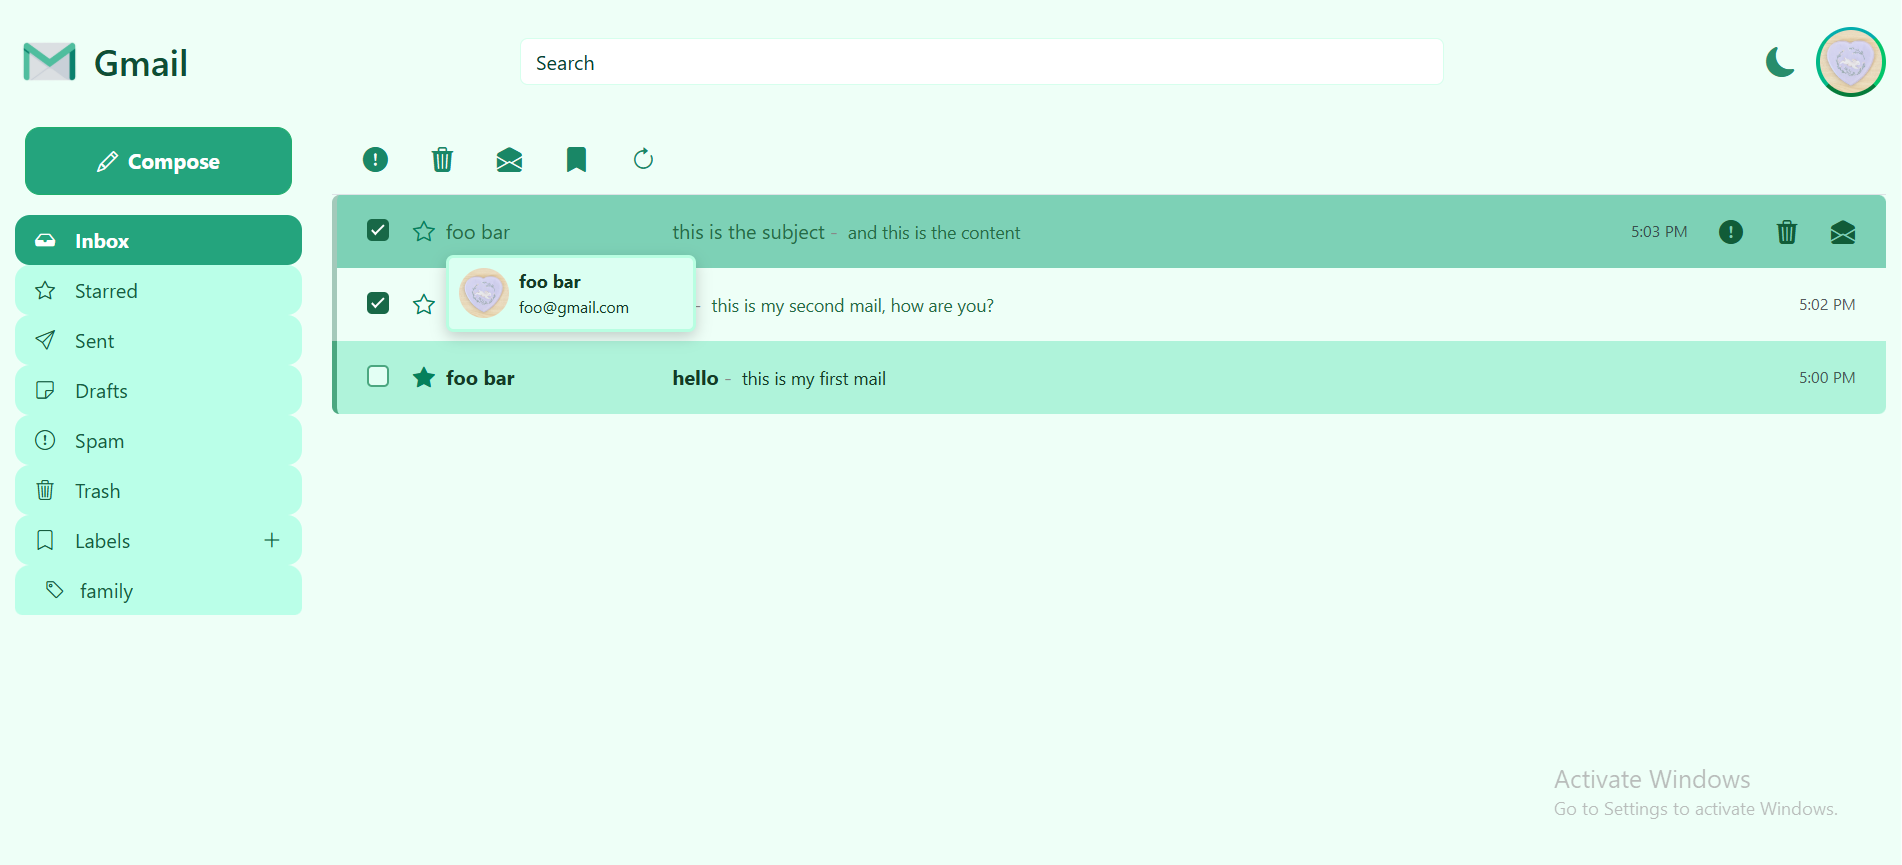 Gmail
Search
Compose
Inbox
Starred
Sent
Drafts
Spam
Trash
Labels
family
foo bar this is the subject - and this is the content 5:03 PM
foo bar
foo@gmail.com
- this is my second mail, how are you? 5:02 PM
foo bar hello - this is my first mail 5:00 PM
Activate Windows
Go to Settings to activate Windows.